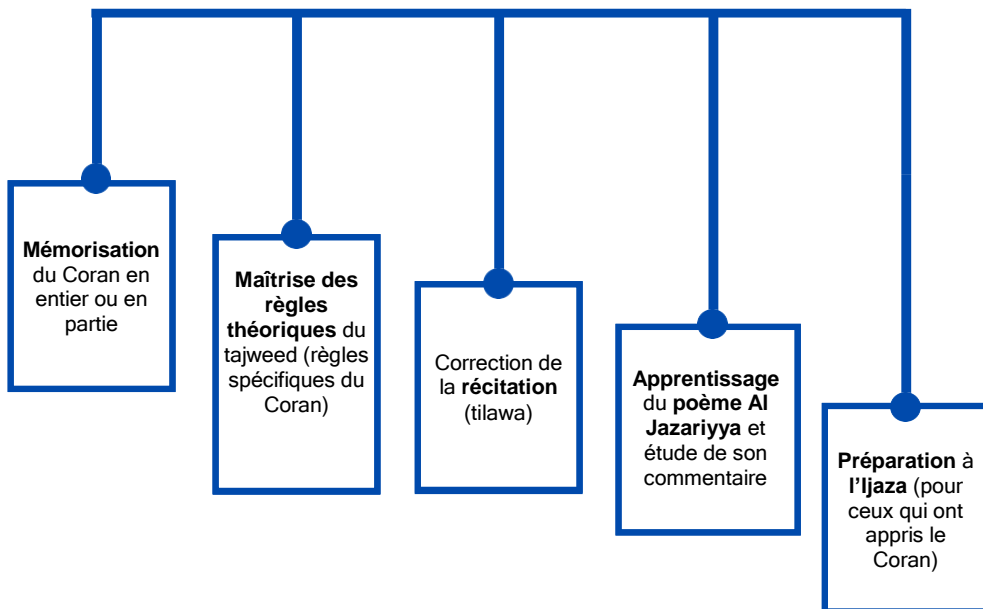 Mémorisation
du Coran en
entier ou en
partie
Maîtrise des
règles
théoriques du
tajweed (règles
spécifiques du
Coran)
Correction de
la récitation
(tilawa)
Apprentissage
du poème Al
Jazariyya et
étude de son
commentaire
Préparation à
l’Ijaza (pour
ceux qui ont
appris le
Coran)